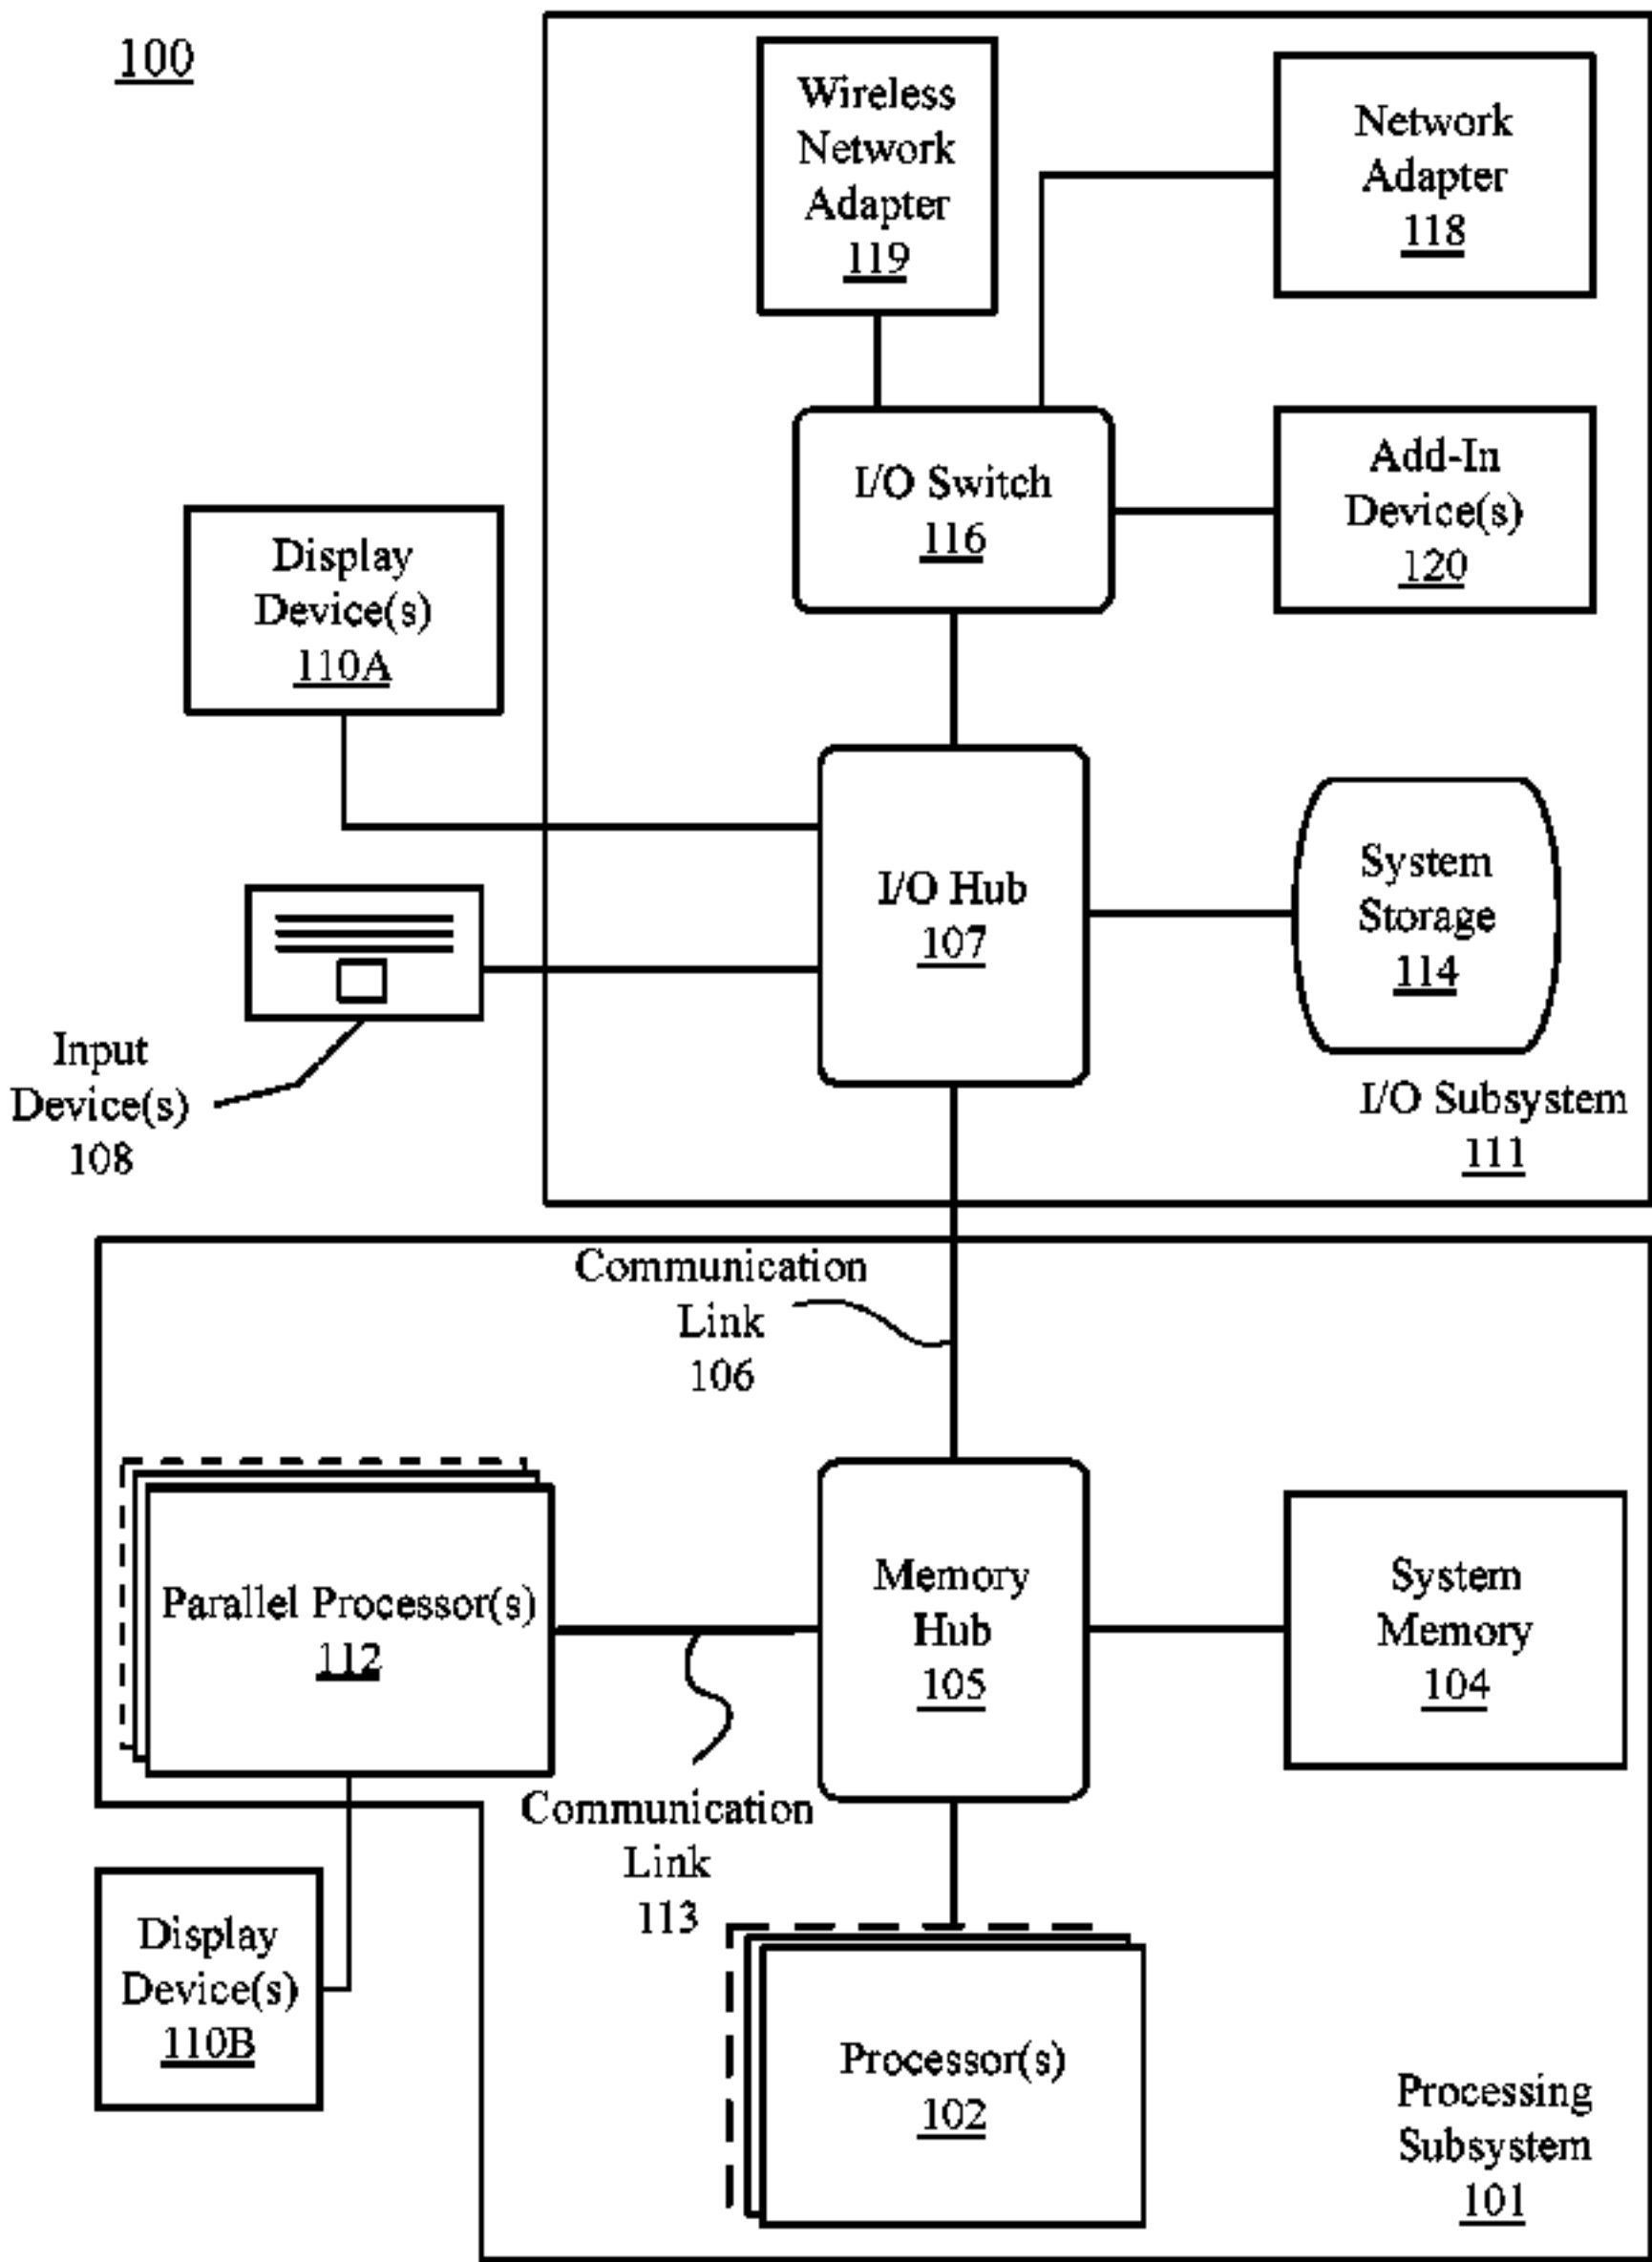 100
Wireless
Network
Adapter
119
Network
Adapter
118
I/O Switch
116
Add-In
Device(s)
120
Display
Device(s)
110A
I/O Hub
107
System
Storage
114
Input
Device(s)
108
I/O Subsystem
111
Communication
Link
106
Parallel Processor(s)
112
Memory
Hub
105
System
Memory
104
Communication
Link
113
Display
Device(s)
110B
Processor(s)
102
Processing
Subsystem
101